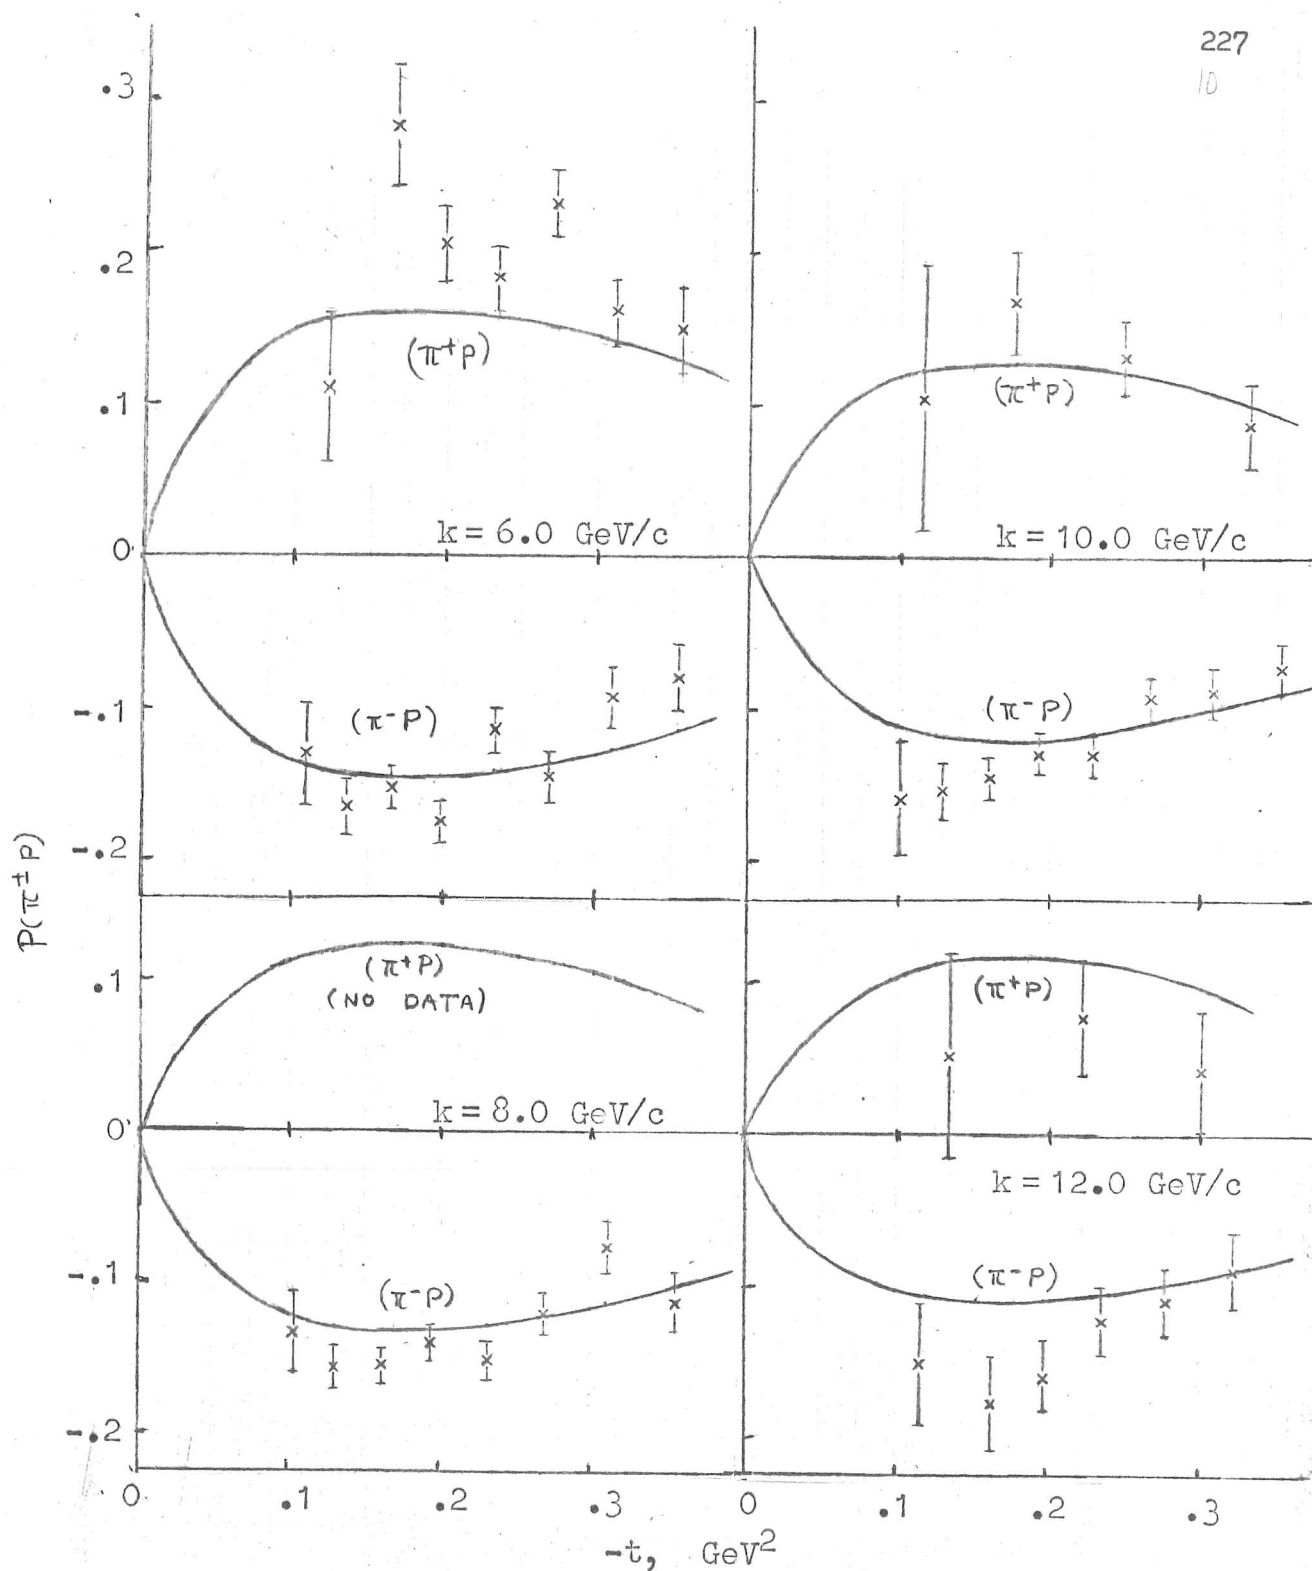 227
10
.3
.2
.1
0
-.1
-.2
(π+p)
k = 6.0 GeV/c
(π-p)
(π+p)
k = 10.0 GeV/c
(π-p)
P(π±p)
.1
0
-.1
-.2
(π+p)
(NO DATA)
k = 8.0 GeV/c
(π-p)
(π+p)
k = 12.0 GeV/c
(π-p)
0 .1 .2 .3 0 .1 .2 .3
-t, GeV²